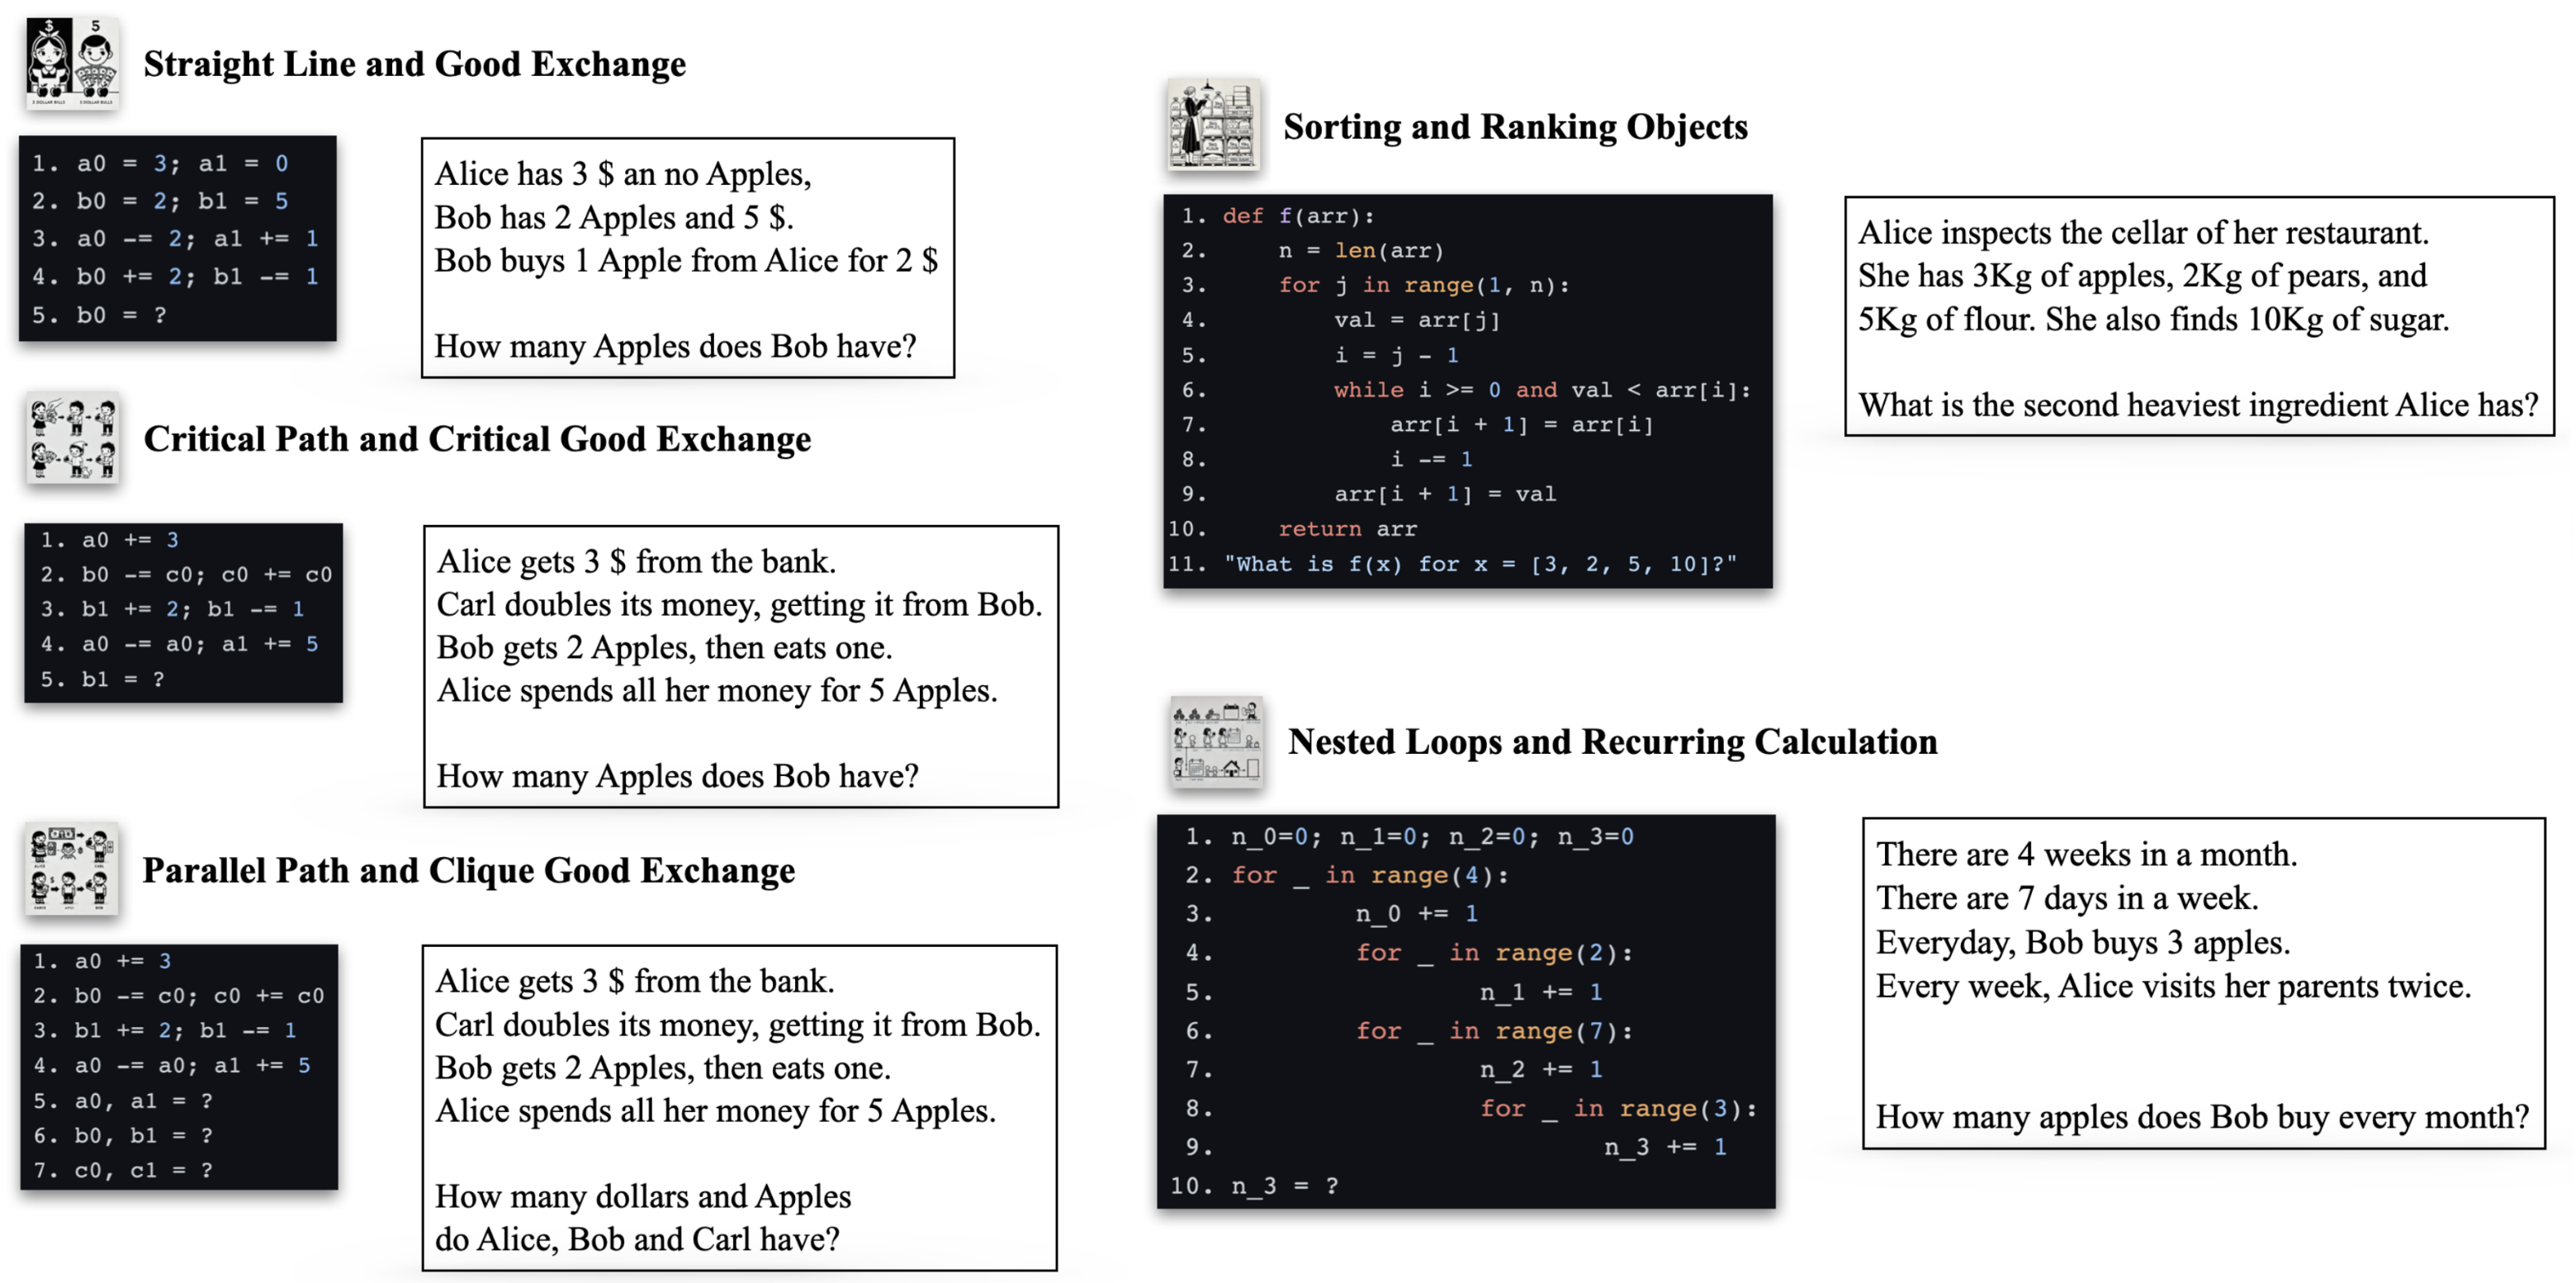 $ 5
3 DOLLAR BILLS 5 DOLLAR BILLS
Straight Line and Good Exchange
1. a0 = 3; a1 = 0
2. b0 = 2; b1 = 5
3. a0 -= 2; a1 += 1
4. b0 += 2; b1 -= 1
5. b0 = ?
Alice has 3 $ an no Apples,
Bob has 2 Apples and 5 $.
Bob buys 1 Apple from Alice for 2 $
How many Apples does Bob have?
Critical Path and Critical Good Exchange
1. a0 += 3
2. b0 -= c0; c0 += c0
3. b1 += 2; b1 -= 1
4. a0 -= a0; a1 += 5
5. b1 = ?
Alice gets 3 $ from the bank.
Carl doubles its money, getting it from Bob.
Bob gets 2 Apples, then eats one.
Alice spends all her money for 5 Apples.
How many Apples does Bob have?
Parallel Path and Clique Good Exchange
1. a0 += 3
2. b0 -= c0; c0 += c0
3. b1 += 2; b1 -= 1
4. a0 -= a0; a1 += 5
5. a0, a1 = ?
6. b0, b1 = ?
7. c0, c1 = ?
Alice gets 3 $ from the bank.
Carl doubles its money, getting it from Bob.
Bob gets 2 Apples, then eats one.
Alice spends all her money for 5 Apples.
How many dollars and Apples
do Alice, Bob and Carl have?
Sorting and Ranking Objects
1. def f(arr):
2. n = len(arr)
3. for j in range(1, n):
4. val = arr[j]
5. i = j - 1
6. while i >= 0 and val < arr[i]:
7. arr[i + 1] = arr[i]
8. i -= 1
9. arr[i + 1] = val
10. return arr
11. "What is f(x) for x = [3, 2, 5, 10]?"
Alice inspects the cellar of her restaurant.
She has 3Kg of apples, 2Kg of pears, and
5Kg of flour. She also finds 10Kg of sugar.
What is the second heaviest ingredient Alice has?
Nested Loops and Recurring Calculation
1. n_0=0; n_1=0; n_2=0; n_3=0
2. for _ in range(4):
3. n_0 += 1
4. for _ in range(2):
5. n_1 += 1
6. for _ in range(7):
7. n_2 += 1
8. for _ in range(3):
9. n_3 += 1
10. n_3 = ?
There are 4 weeks in a month.
There are 7 days in a week.
Everyday, Bob buys 3 apples.
Every week, Alice visits her parents twice.
How many apples does Bob buy every month?